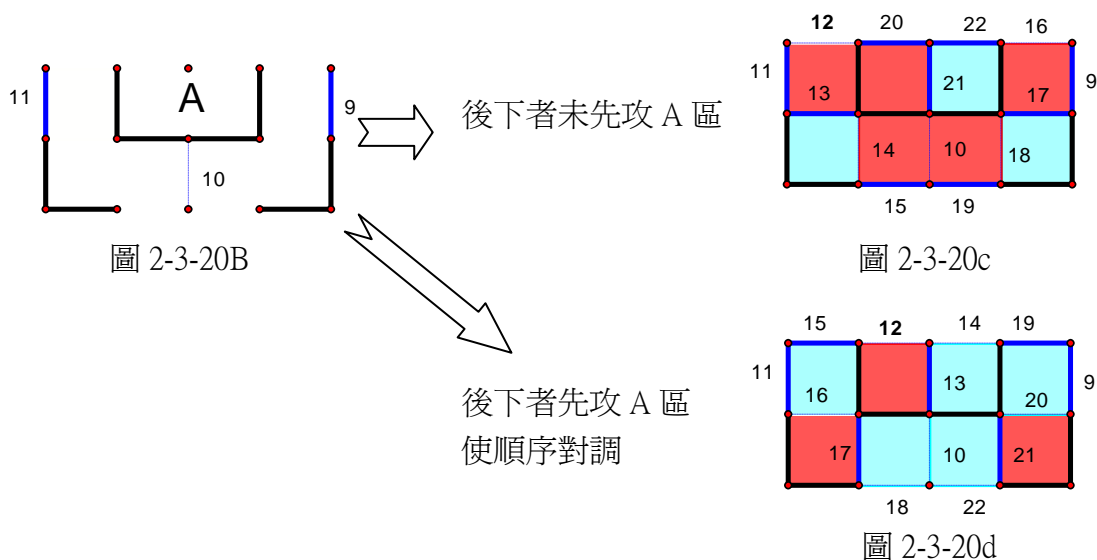 11
A
9
10
圖 2-3-20B
後下者未先攻 A 區
12 20 22 16
11 13 21 17 9
14 10 18
15 19
圖 2-3-20c
後下者先攻 A 區
使順序對調
15 12 14 19
11 16 13 20 9
17 10 21
18 22
圖 2-3-20d